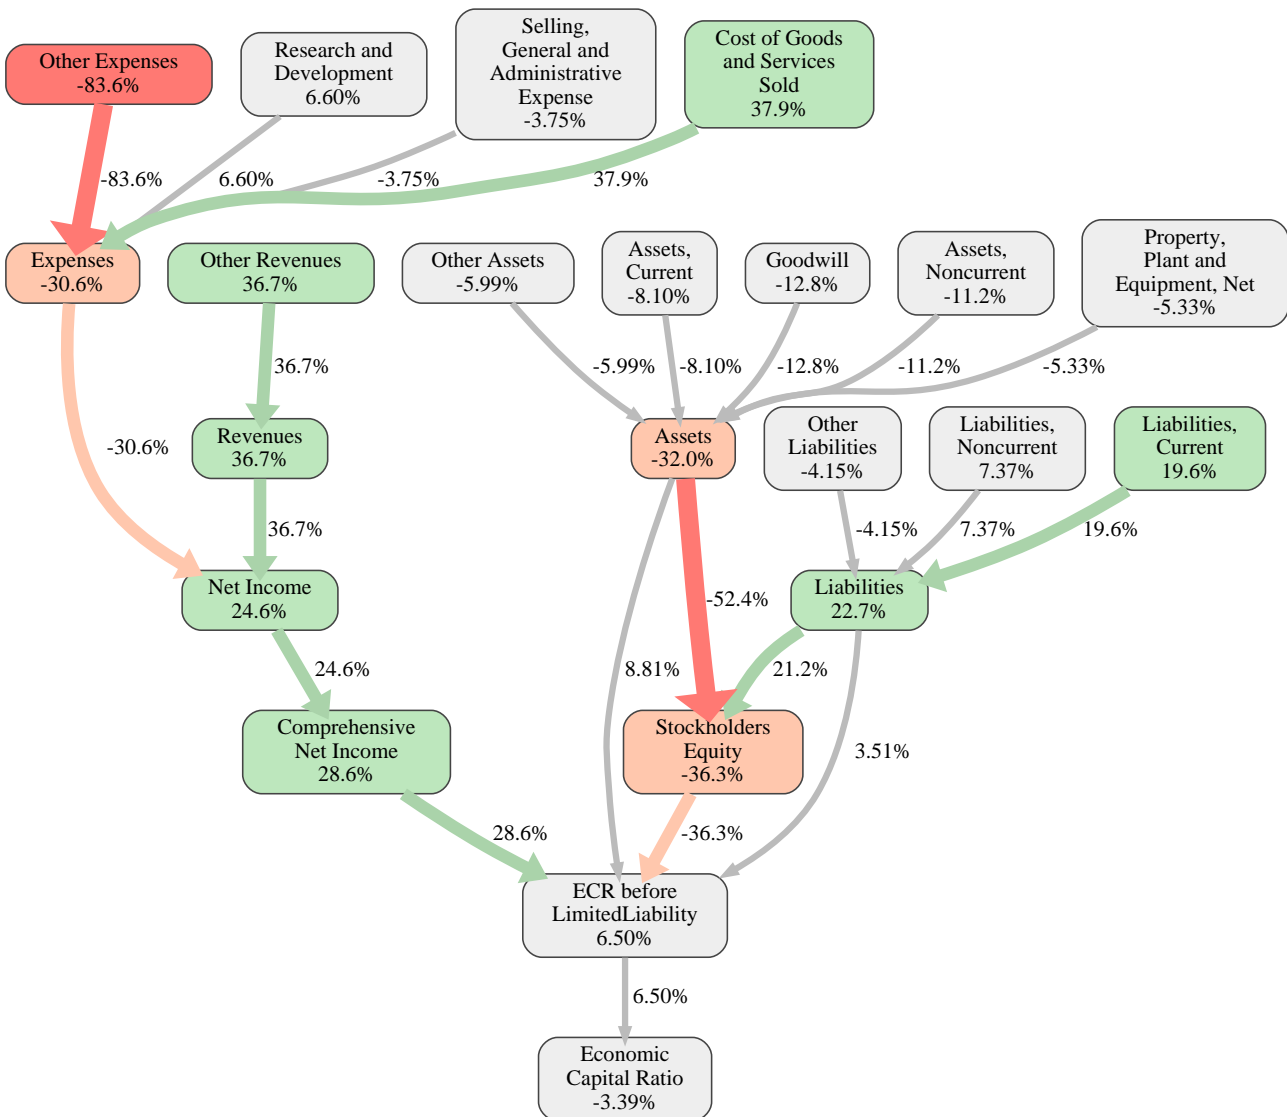 Other Expenses
-83.6%
Research and
Development
6.60%
Selling,
General and
Administrative
Expense
-3.75%
Cost of Goods
and Services
Sold
37.9%
-83.6%
6.60%
-3.75%
37.9%
Expenses
-30.6%
Other Revenues
36.7%
Other Assets
-5.99%
Assets,
Current
-8.10%
Goodwill
-12.8%
Assets,
Noncurrent
-11.2%
Property,
Plant and
Equipment, Net
-5.33%
36.7%
-5.99%
-8.10%
-12.8%
-11.2%
-5.33%
-30.6%
Revenues
36.7%
Assets
-32.0%
Other
Liabilities
-4.15%
Liabilities,
Noncurrent
7.37%
Liabilities,
Current
19.6%
36.7%
-4.15%
7.37%
19.6%
Net Income
24.6%
-52.4%
Liabilities
22.7%
24.6%
8.81%
21.2%
Comprehensive
Net Income
28.6%
Stockholders
Equity
-36.3%
3.51%
28.6%
-36.3%
ECR before
LimitedLiability
6.50%
6.50%
Economic
Capital Ratio
-3.39%